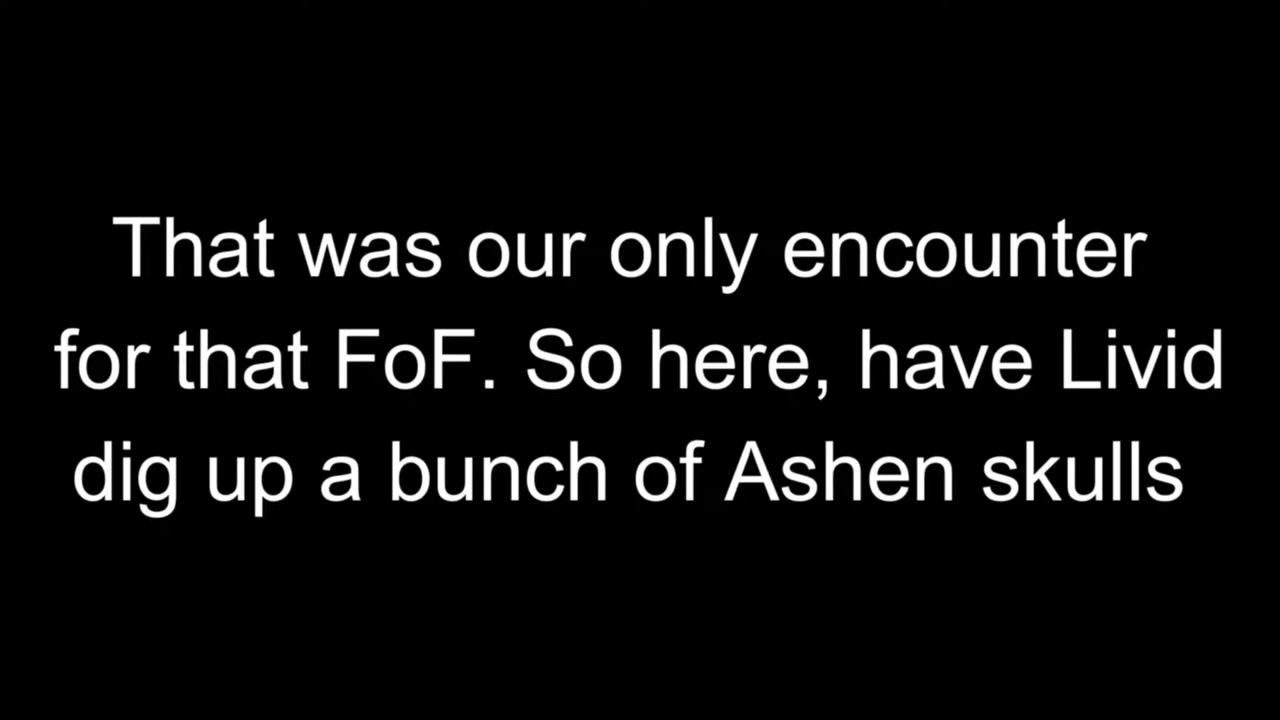 That was our only encounter
for that FoF. So here, have Livid
dig up a bunch of Ashen skulls